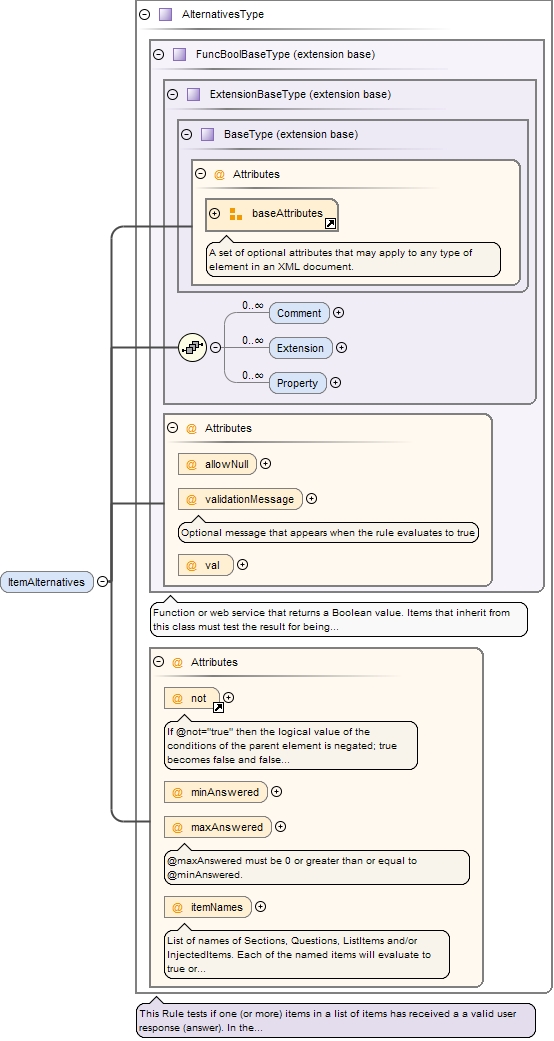 AlternativesType
FuncBoolBaseType (extension base)
ExtensionBaseType (extension base)
BaseType (extension base)
@ Attributes
baseAttributes
A set of optional attributes that may apply to any type of
element in an XML document.
0..∞
Comment
0..∞
Extension
0..∞
Property
@ Attributes
@ allowNull
@ validationMessage
Optional message that appears when the rule evaluates to true
@ val
ItemAlternatives
Function or web service that returns a Boolean value. Items that inherit from
this class must test the result for being...
@ Attributes
@ not
If @not="true" then the logical value of the
conditions of the parent element is negated; true
becomes false and false...
@ minAnswered
@ maxAnswered
@maxAnswered must be 0 or greater than or equal to
@minAnswered.
@ itemNames
List of names of Sections, Questions, ListItems and/or
InjectedItems. Each of the named items will evaluate to
true or...
This Rule tests if one (or more) items in a list of items has received a a valid user
response (answer). In the...